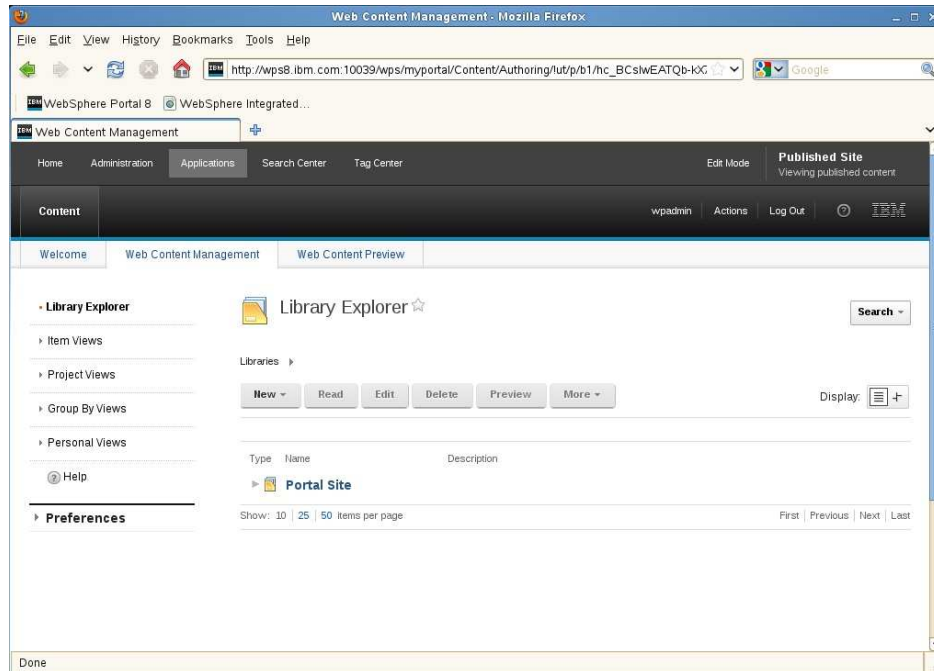 Web Content Management - Mozilla Firefox
File Edit View History Bookmarks Tools Help
IBM http://wps8.ibm.com:10039/wps/myportal/Content/Authoring/!ut/p/b1/hc_BCslwEATQb-kXG Google
IBM WebSphere Portal 8 WebSphere Integrated...
IBM Web Content Management
Home Administration Applications Search Center Tag Center Edit Mode Published Site
Viewing published content
Content wpadmin Actions Log Out ? IBM
Welcome Web Content Management Web Content Preview
Library Explorer
Library Explorer
Search
Item Views
Libraries
Project Views
New Read Edit Delete Preview More Display:
Group By Views
Personal Views
Type Name Description
? Help
Portal Site
Preferences
Show: 10 25 50 items per page First Previous Next Last
Done